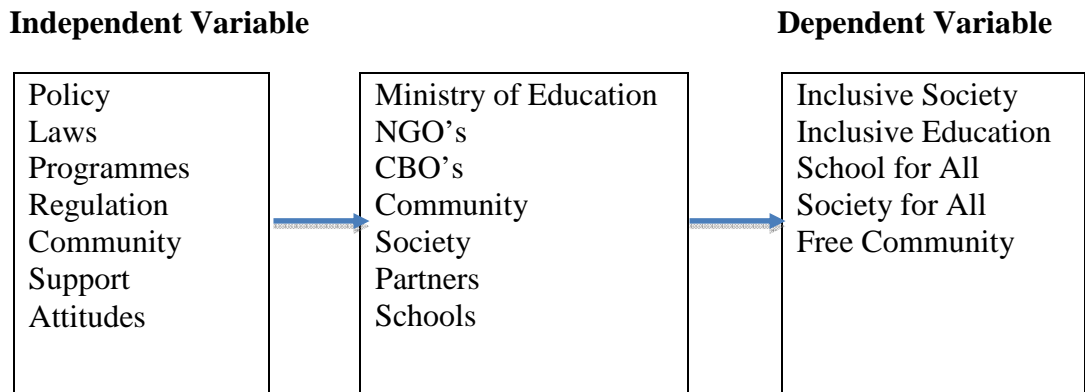 Independent Variable
Dependent Variable
Policy
Laws
Programmes
Regulation
Community
Support
Attitudes
Ministry of Education
NGO’s
CBO’s
Community
Society
Partners
Schools
Inclusive Society
Inclusive Education
School for All
Society for All
Free Community